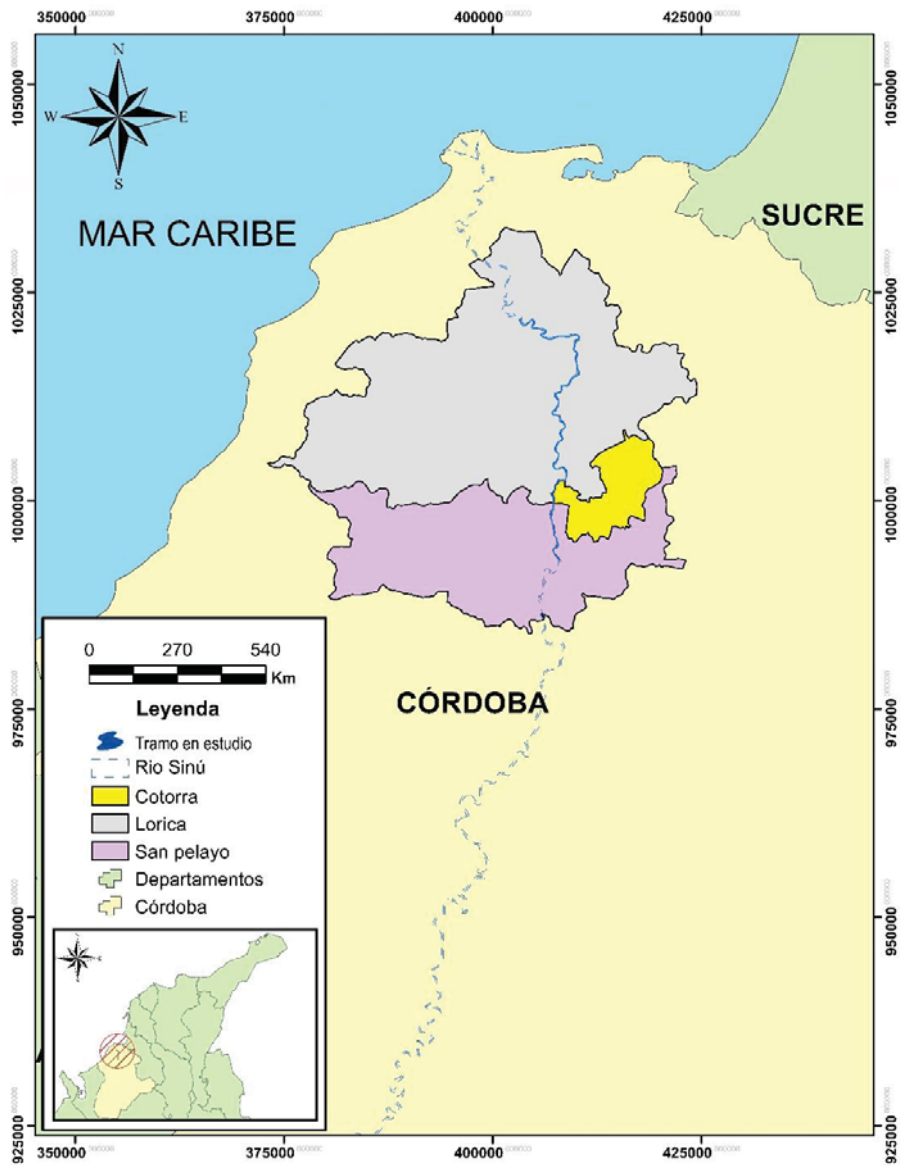 350000 375000 400000 425000
N
W E
S
MAR CARIBE
SUCRE
CÓRDOBA
1050000
1025000
1000000
975000
950000
925000
1050000
1025000
1000000
975000
950000
925000
0 270 540
Km
Leyenda
Tramo en estudio
Rio Sinú
Cotorra
Lorica
San pelayo
Departamentos
Córdoba
350000 375000 400000 425000